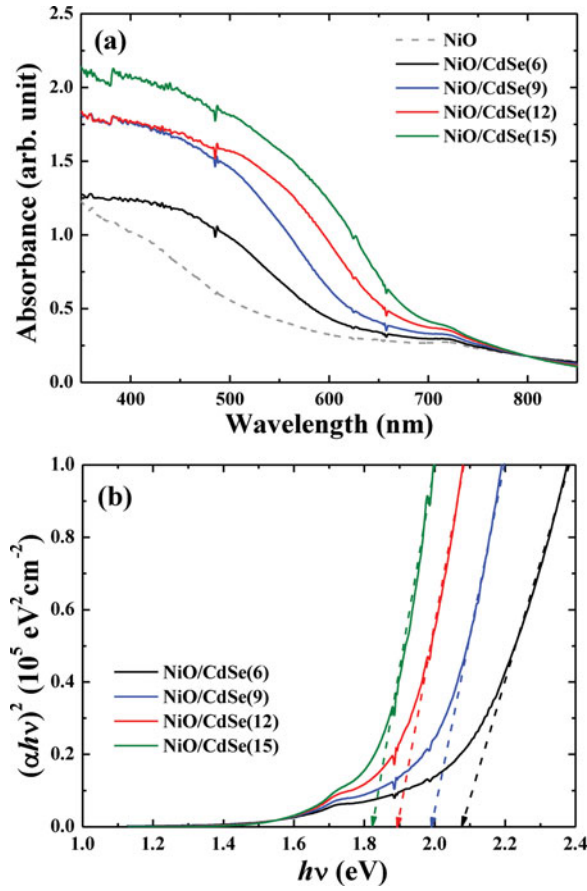 (a)
NiO
NiO/CdSe(6)
NiO/CdSe(9)
NiO/CdSe(12)
NiO/CdSe(15)
Absorbance (arb. unit)
2.5
2.0
1.5
1.0
0.5
0.0
400 500 600 700 800
Wavelength (nm)
(b)
NiO/CdSe(6)
NiO/CdSe(9)
NiO/CdSe(12)
NiO/CdSe(15)
(αhν)² (10⁵ eV²cm⁻²)
1.0
0.8
0.6
0.4
0.2
0.0
1.0 1.2 1.4 1.6 1.8 2.0 2.2 2.4
hν (eV)